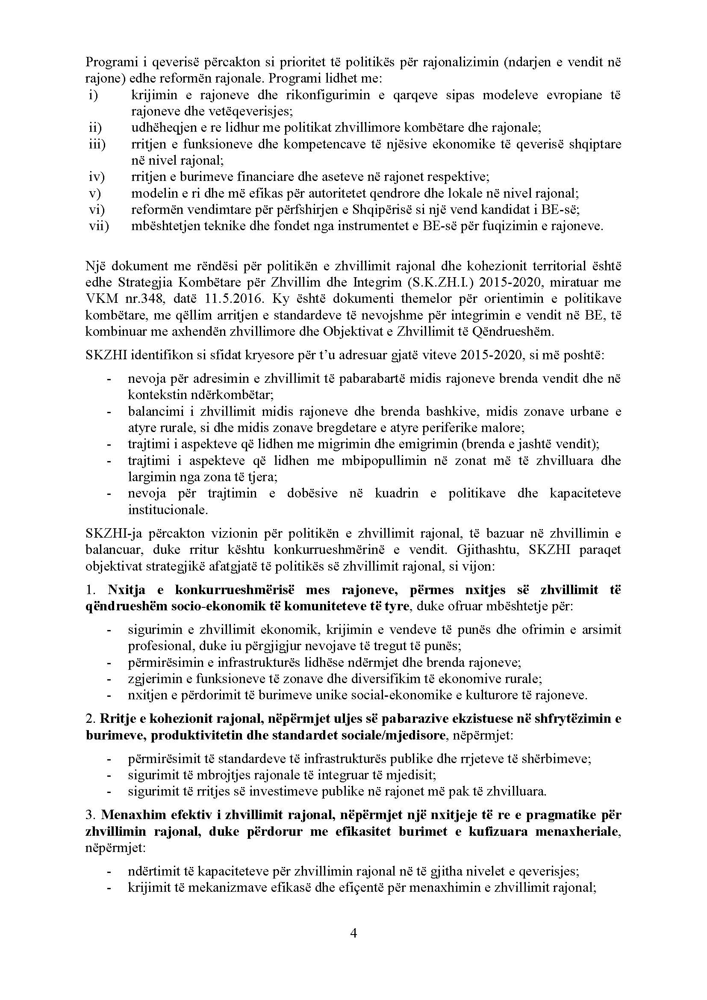 Programi i qeverisë përcakton si prioritet të politikës për rajonalizimin (ndarjen e vendit në
rajone) edhe reformën rajonale. Programi lidhet me:
i) krijimin e rajoneve dhe rikonfigurimin e qarqeve sipas modeleve evropiane të
rajoneve dhe vetëqeverisjes;
ii) udhëheqjen e re lidhur me politikat zhvillimore kombëtare dhe rajonale;
iii) rritjen e funksioneve dhe kompetencave të njësive ekonomike të qeverisë shqiptare
në nivel rajonal;
iv) rritjen e burimeve financiare dhe aseteve në rajonet respektive;
v) modelin e ri dhe më efikas për autoritetet qendrore dhe lokale në nivel rajonal;
vi) reformën vendimtare për përfshirjen e Shqipërisë si një vend kandidat i BE-së;
vii) mbështetjen teknike dhe fondet nga instrumentet e BE-së për fuqizimin e rajoneve.
Një dokument me rëndësi për politikën e zhvillimit rajonal dhe kohezionit territorial është
edhe Strategjia Kombëtare për Zhvillim dhe Integrim (S.K.ZH.I.) 2015-2020, miratuar me
VKM nr.348, datë 11.5.2016. Ky është dokumenti themelor për orientimin e politikave
kombëtare, me qëllim arritjen e standardeve të nevojshme për integrimin e vendit në BE, të
kombinuar me axhendën zhvillimore dhe Objektivat e Zhvillimit të Qëndrueshëm.
SKZHI identifikon si sfidat kryesore për t’u adresuar gjatë viteve 2015-2020, si më poshtë:
- nevoja për adresimin e zhvillimit të pabarabartë midis rajoneve brenda vendit dhe në
kontekstin ndërkombëtar;
- balancimi i zhvillimit midis rajoneve dhe brenda bashkive, midis zonave urbane e
atyre rurale, si dhe midis zonave bregdetare e atyre periferike malore;
- trajtimi i aspekteve që lidhen me migrimin dhe emigrimin (brenda e jashtë vendit);
- trajtimi i aspekteve që lidhen me mbipopullimin në zonat më të zhvilluara dhe
largimin nga zona të tjera;
- nevoja për trajtimin e dobësive në kuadrin e politikave dhe kapaciteteve
institucionale.
SKZHI-ja përcakton vizionin për politikën e zhvillimit rajonal, të bazuar në zhvillimin e
balancuar, duke rritur kështu konkurrueshmërinë e vendit. Gjithashtu, SKZHI paraqet
objektivat strategjikë afatgjatë të politikës së zhvillimit rajonal, si vijon:
1. Nxitja e konkurrueshmërisë mes rajoneve, përmes nxitjes së zhvillimit të
qëndrueshëm socio-ekonomik të komuniteteve të tyre, duke ofruar mbështetje për:
- sigurimin e zhvillimit ekonomik, krijimin e vendeve të punës dhe ofrimin e arsimit
profesional, duke iu përgjigjur nevojave të tregut të punës;
- përmirësimin e infrastrukturës lidhëse ndërmjet dhe brenda rajoneve;
- zgjerimin e funksioneve të zonave dhe diversifikim të ekonomive rurale;
- nxitjen e përdorimit të burimeve unike social-ekonomike e kulturore të rajoneve.
2. Rritje e kohezionit rajonal, nëpërmjet uljes së pabarazive ekzistuese në shfrytëzimin e
burimeve, produktivitetin dhe standardet sociale/mjedisore, nëpërmjet:
- përmirësimit të standardeve të infrastrukturës publike dhe rrjeteve të shërbimeve;
- sigurimit të mbrojtjes rajonale të integruar të mjedisit;
- sigurimit të rritjes së investimeve publike në rajonet më pak të zhvilluara.
3. Menaxhim efektiv i zhvillimit rajonal, nëpërmjet një nxitjeje të re e pragmatike për
zhvillimin rajonal, duke përdorur me efikasitet burimet e kufizuara menaxheriale,
nëpërmjet:
- ndërtimit të kapaciteteve për zhvillimin rajonal në të gjitha nivelet e qeverisjes;
- krijimit të mekanizmave efikasë dhe efiçentë për menaxhimin e zhvillimit rajonal;
4